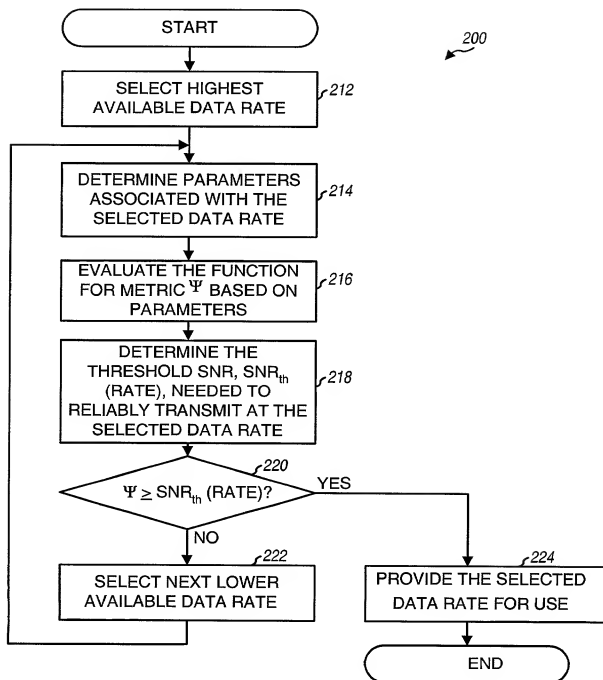 START
200
SELECT HIGHEST
AVAILABLE DATA RATE
212
DETERMINE PARAMETERS
ASSOCIATED WITH THE
SELECTED DATA RATE
214
EVALUATE THE FUNCTION
FOR METRIC Ψ BASED ON
PARAMETERS
216
DETERMINE THE
THRESHOLD SNR, SNRth
(RATE), NEEDED TO
RELIABLY TRANSMIT AT THE
SELECTED DATA RATE
218
220
Ψ ≥ SNRth (RATE)?
YES
NO
222
SELECT NEXT LOWER
AVAILABLE DATA RATE
224
PROVIDE THE SELECTED
DATA RATE FOR USE
END